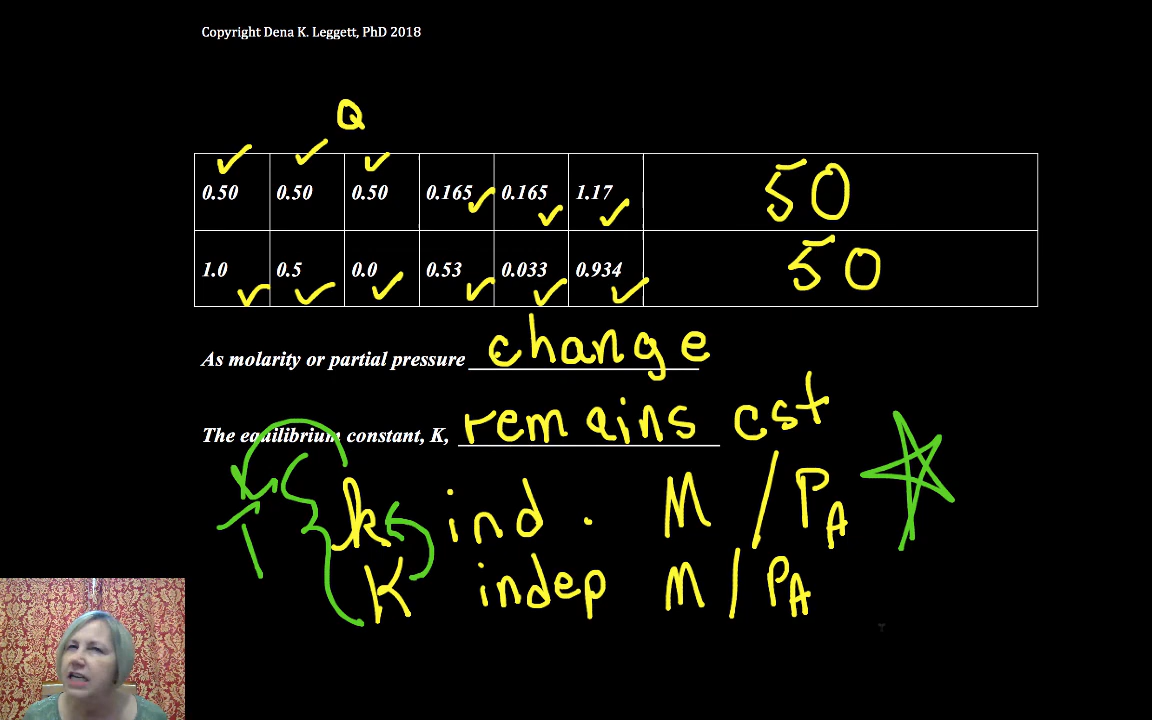 Copyright Dena K. Leggett, PhD 2018
Q
0.50 0.50 0.50 0.165 0.165 1.17 50
1.0 0.5 0.0 0.53 0.033 0.934 50
As molarity or partial pressure change
The equilibrium constant, K, remains cst
k ind. M / PA
K indep M / PA
T